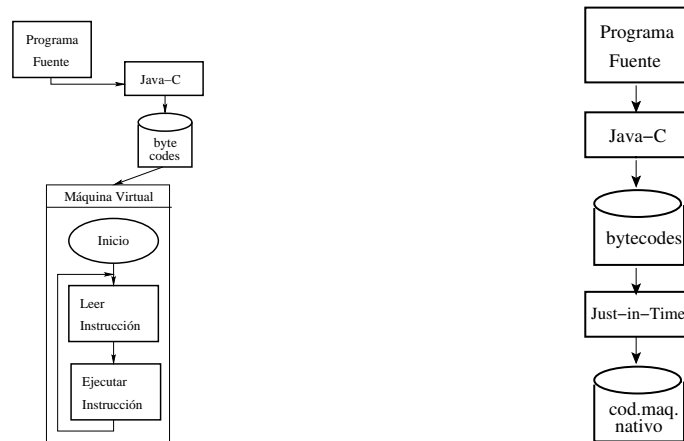 Programa
Fuente
Java-C
byte
codes
Máquina Virtual
Inicio
Leer
Instrucción
Ejecutar
Instrucción
Programa
Fuente
Java-C
bytecodes
Just-in-Time
cod.maq.
nativo